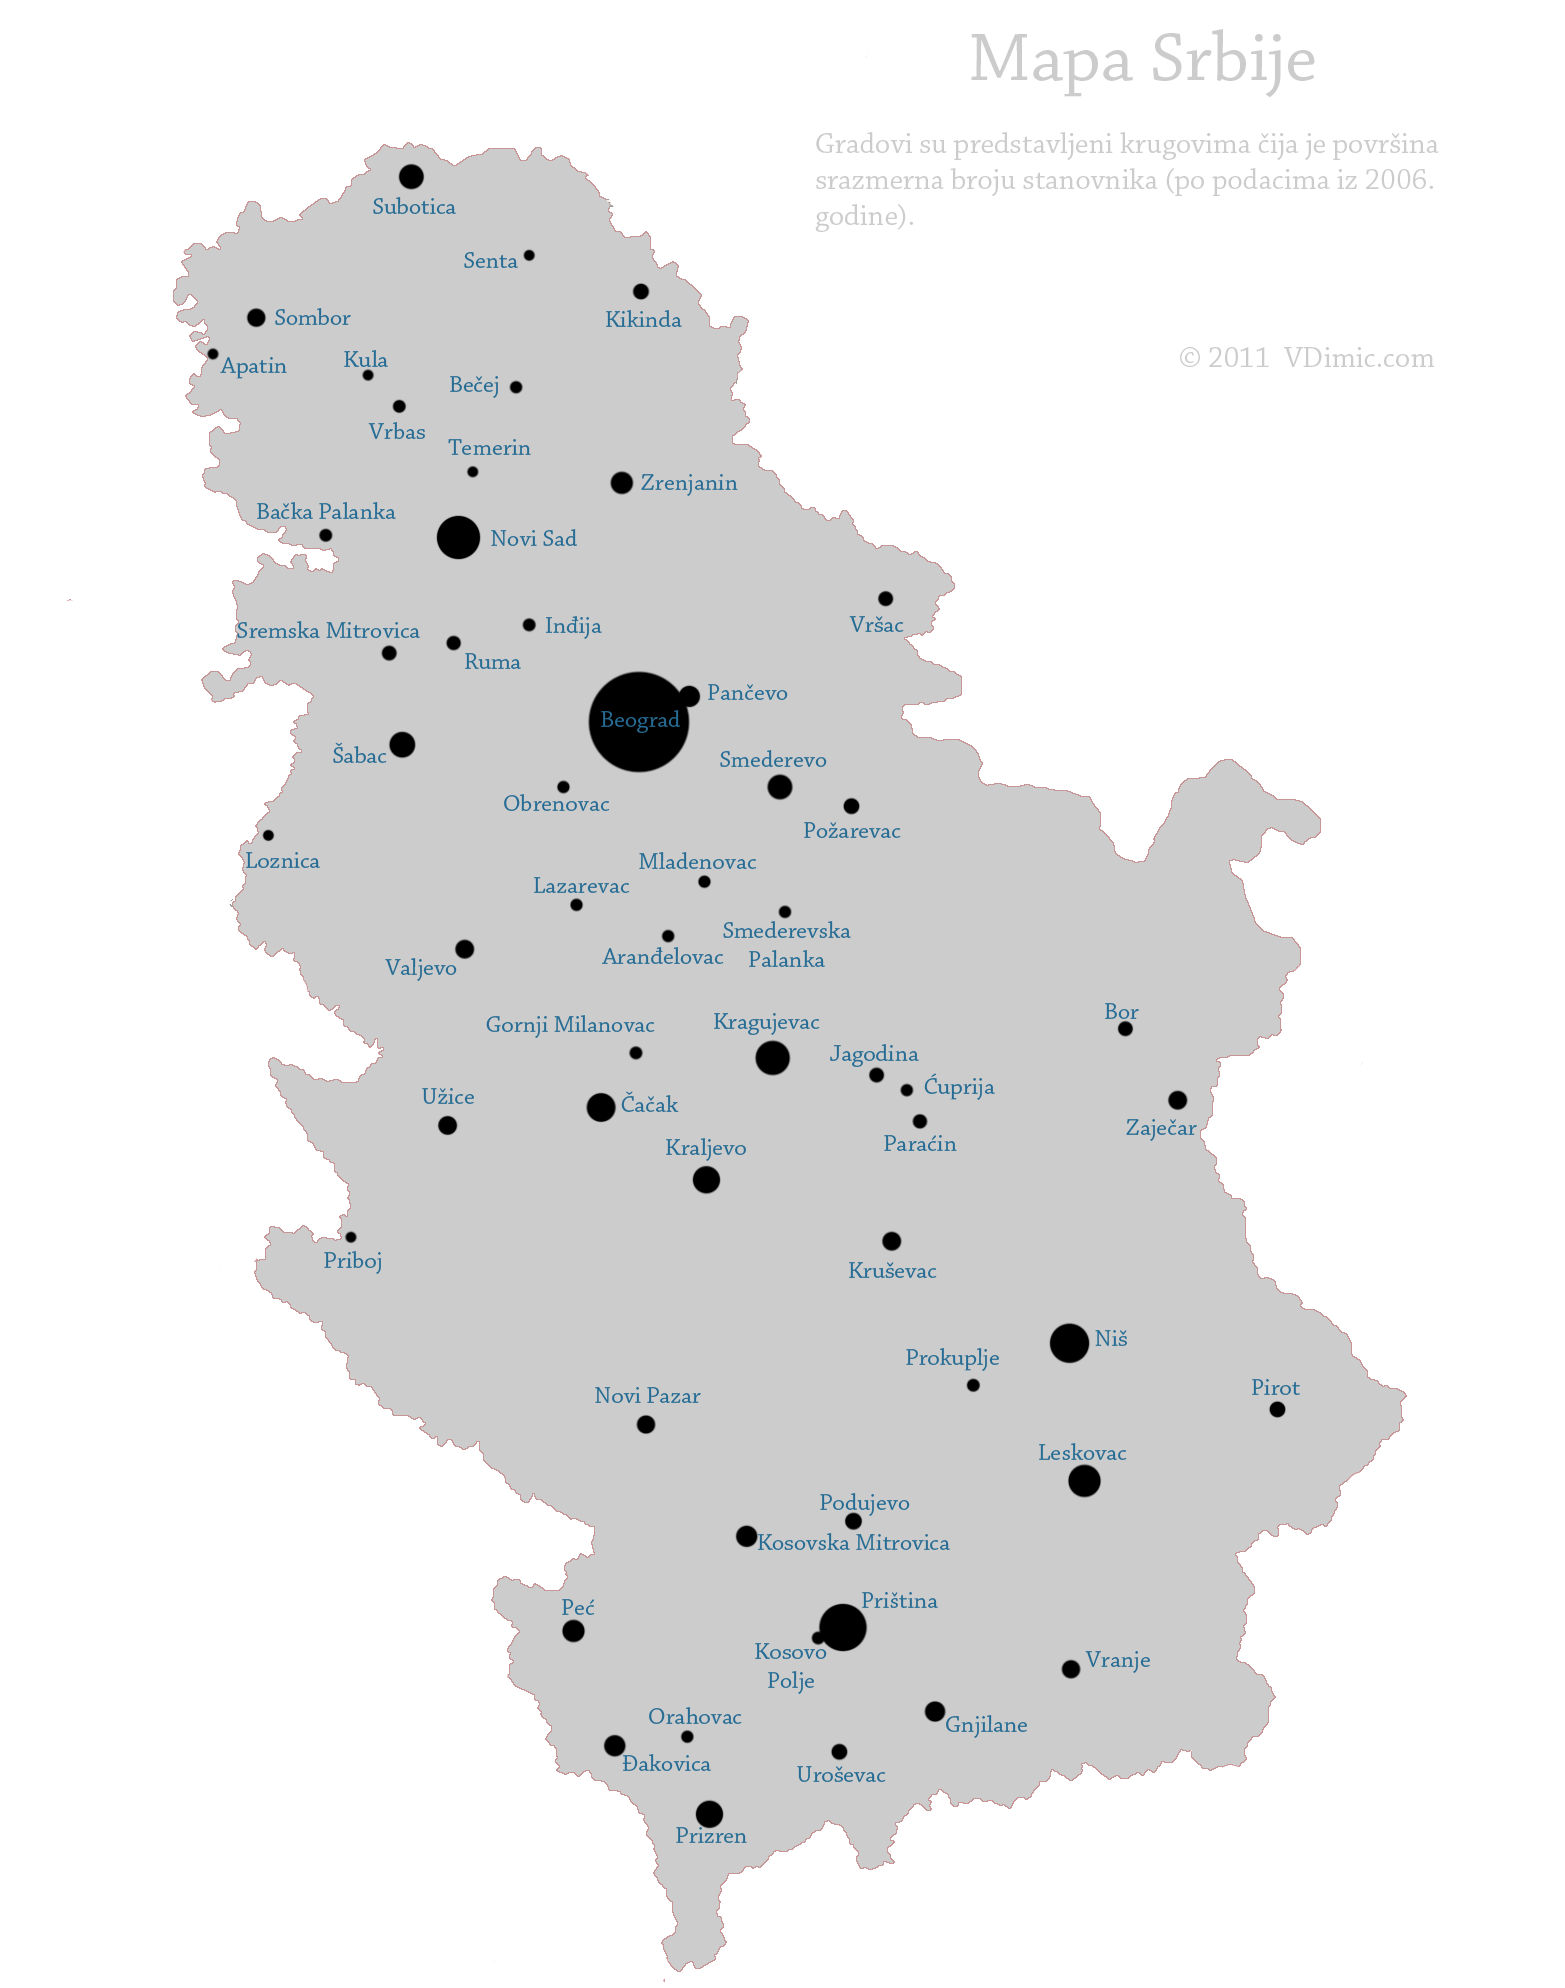 Mapa Srbije
Gradovi su predstavljeni krugovima čija je površina
srazmerna broju stanovnika (po podacima iz 2006.
godine).
© 2011 VDimic.com
Subotica
Senta
Sombor
Kikinda
Apatin
Kula
Bečej
Vrbas
Temerin
Zrenjanin
Bačka Palanka
Novi Sad
Vršac
Sremska Mitrovica
Inđija
Ruma
Pančevo
Beograd
Šabac
Smederevo
Obrenovac
Požarevac
Loznica
Mladenovac
Lazarevac
Smederevska
Palanka
Aranđelovac
Valjevo
Bor
Gornji Milanovac
Kragujevac
Jagodina
Ćuprija
Užice
Čačak
Zaječar
Paraćin
Kraljevo
Priboj
Kruševac
Niš
Prokuplje
Pirot
Novi Pazar
Leskovac
Podujevo
Kosovska Mitrovica
Priština
Peć
Kosovo
Polje
Vranje
Orahovac
Gnjilane
Đakovica
Uroševac
Prizren